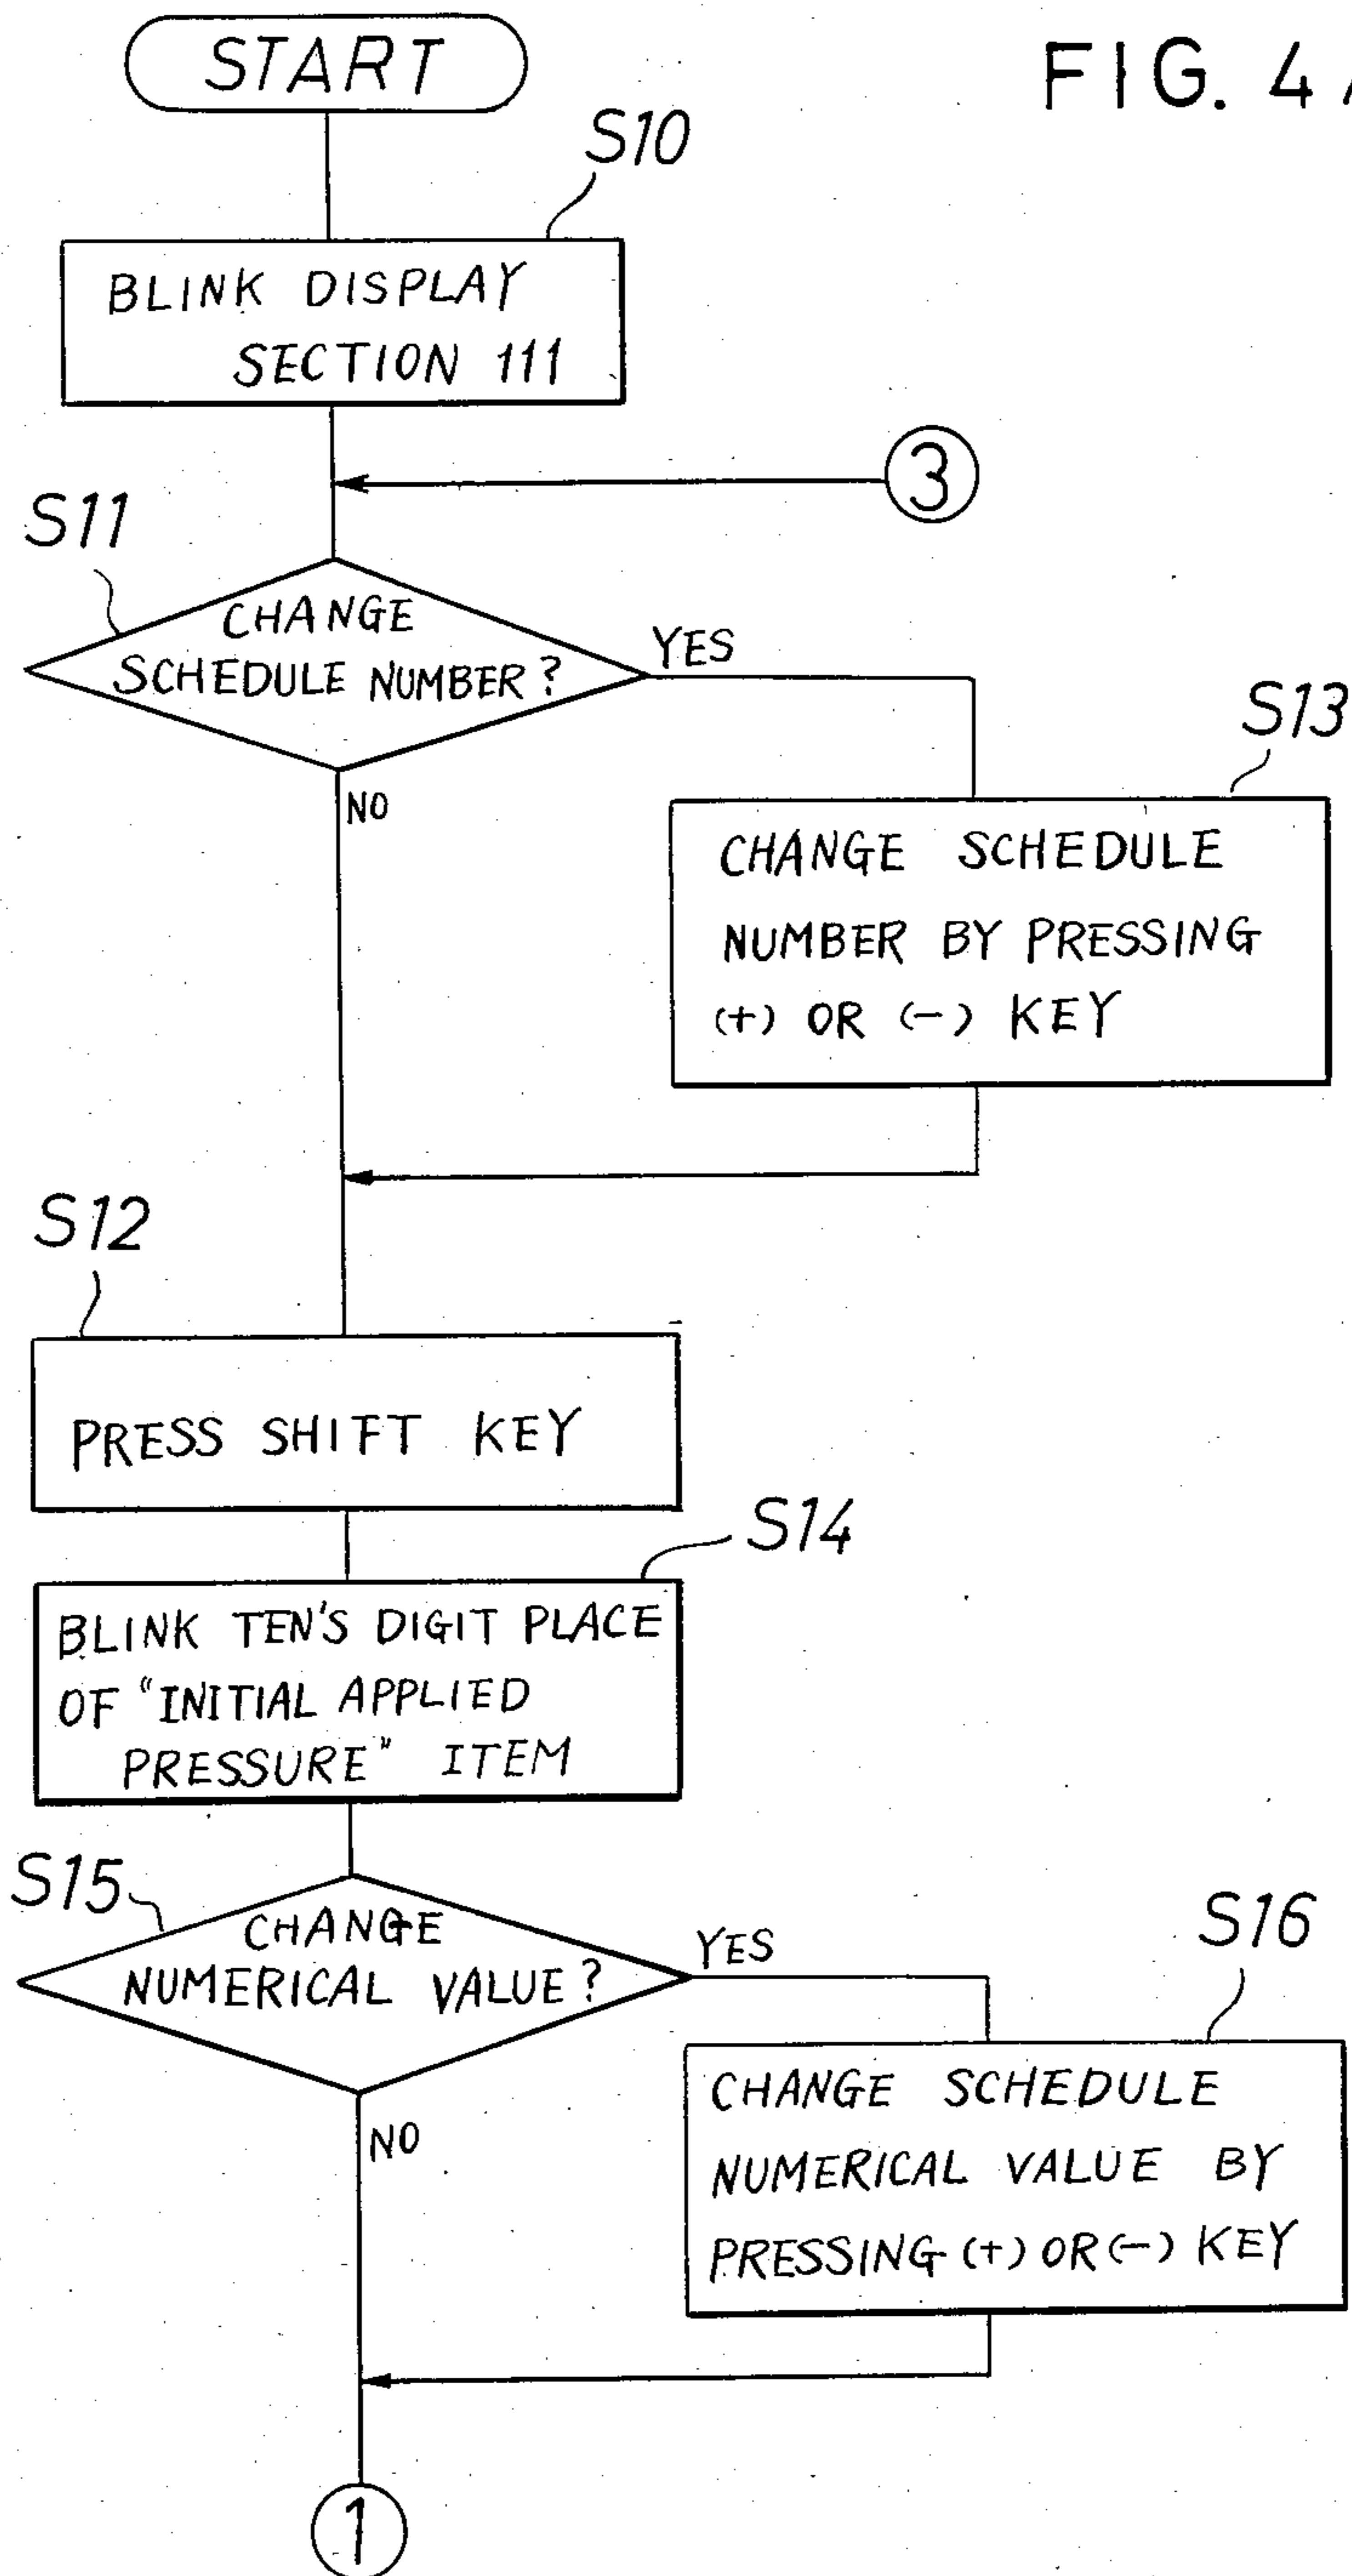 START
FIG. 4A
S10
BLINK DISPLAY
SECTION 111
3
S11
CHANGE
SCHEDULE NUMBER?
YES
NO
S13
CHANGE SCHEDULE
NUMBER BY PRESSING
(+) OR (-) KEY
S12
PRESS SHIFT KEY
S14
BLINK TEN'S DIGIT PLACE
OF "INITIAL APPLIED
PRESSURE" ITEM
S15
CHANGE
NUMERICAL VALUE?
YES
NO
S16
CHANGE SCHEDULE
NUMERICAL VALUE BY
PRESSING (+) OR (-) KEY
1